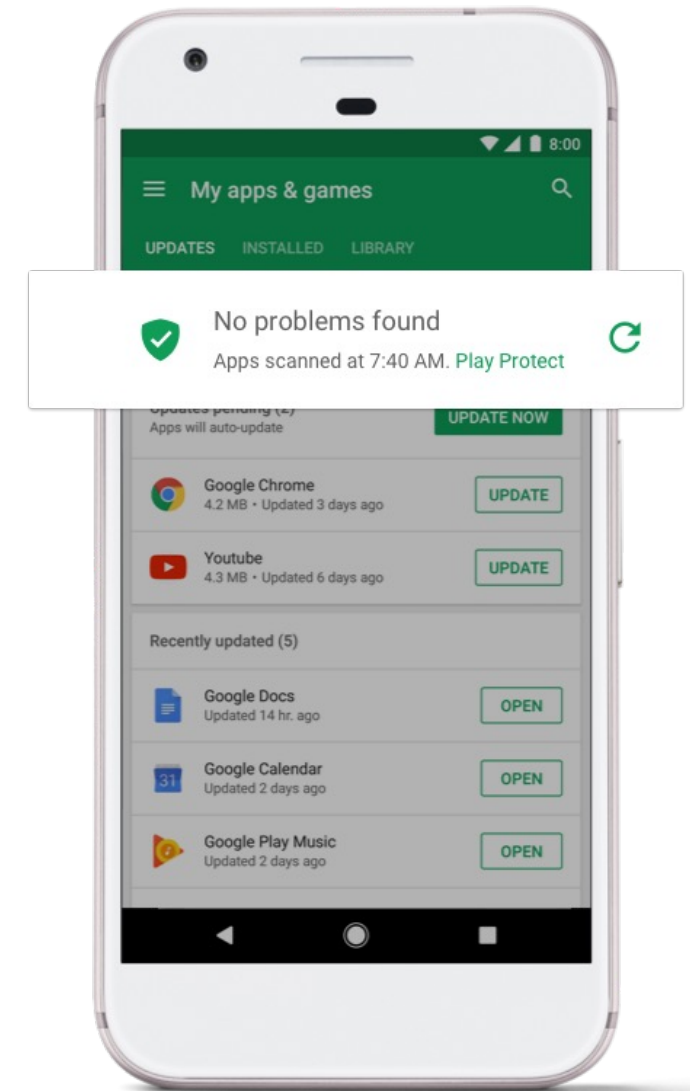 8:00
My apps & games
UPDATES INSTALLED LIBRARY
No problems found
Apps scanned at 7:40 AM. Play Protect
Updates pending (2)
Apps will auto-update
UPDATE NOW
Google Chrome
4.2 MB • Updated 3 days ago
UPDATE
Youtube
4.3 MB • Updated 6 days ago
UPDATE
Recently updated (5)
Google Docs
Updated 14 hr. ago
OPEN
31
Google Calendar
Updated 2 days ago
OPEN
Google Play Music
Updated 2 days ago
OPEN